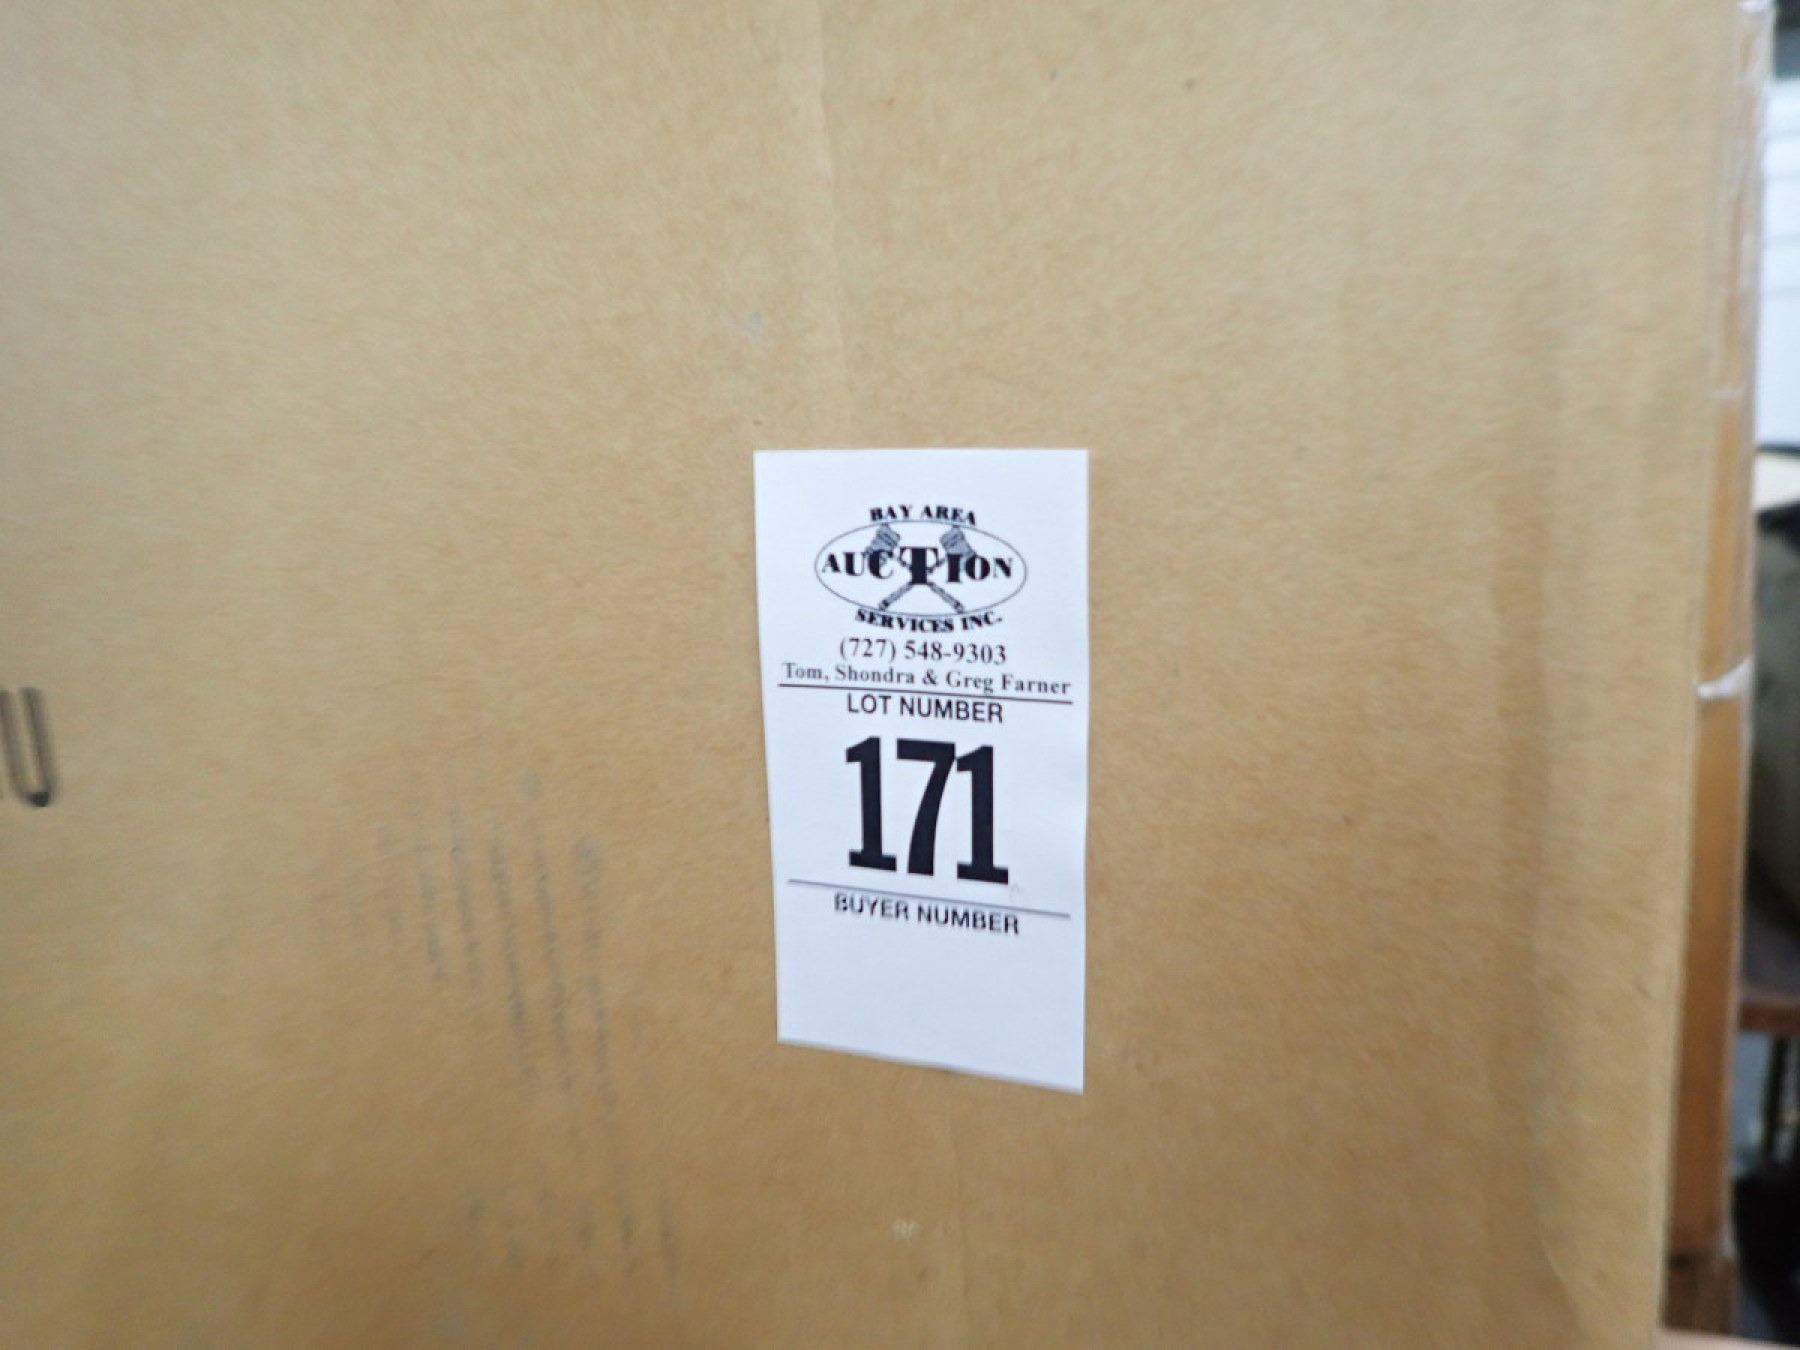 BAY AREA
AUCTION
SERVICES INC.
(727) 548-9303
Tom, Shondra & Greg Farner
LOT NUMBER
171
BUYER NUMBER